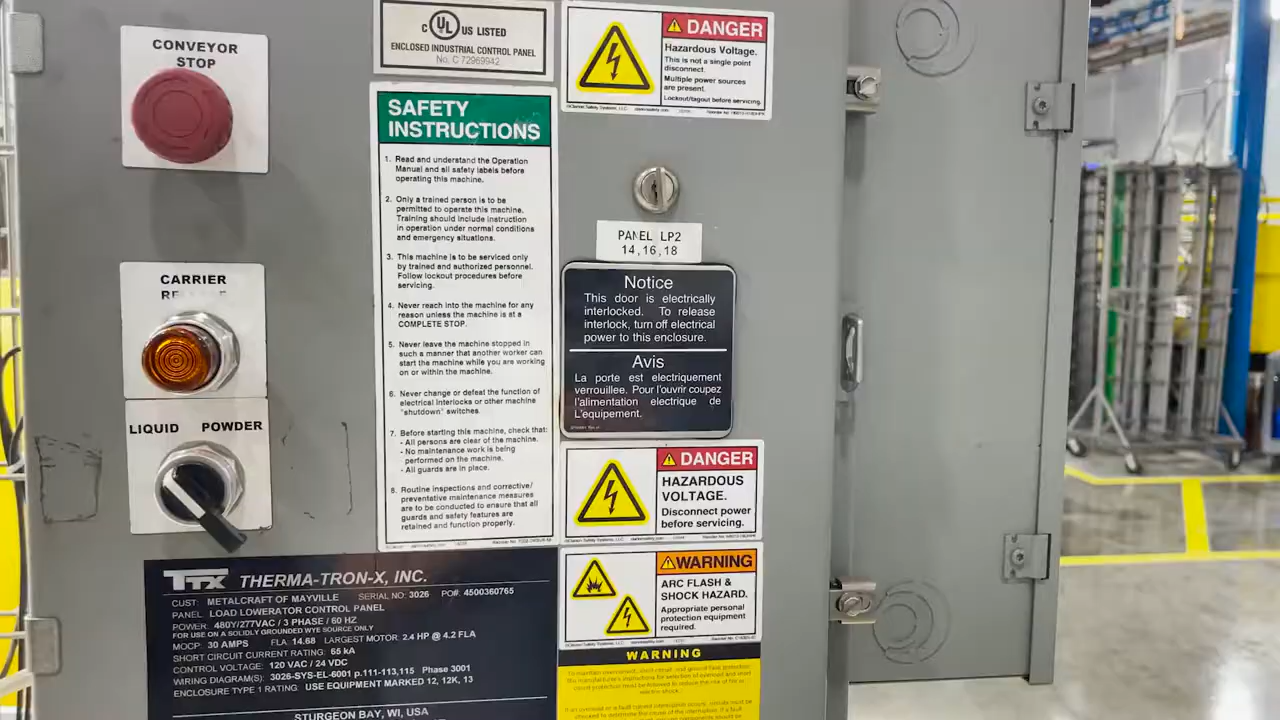 CONVEYOR
STOP
CARRIER
LIQUID POWDER
C UL US LISTED
ENCLOSED INDUSTRIAL CONTROL PANEL
No. C 72969942
SAFETY
INSTRUCTIONS
1. Read and understand the Operation
Manual and all safety labels before
operating this machine.
2. Only a trained person is to be
permitted to operate this machine.
Training should include instruction
in operation under normal conditions
and emergency situations.
3. This machine is to be serviced only
by trained and authorized personnel.
Follow lockout procedures before
servicing.
4. Never reach into the machine for any
reason unless the machine is at a
COMPLETE STOP.
5. Never leave the machine stopped in
such a manner that another worker can
start the machine while you are working
on or within the machine.
6. Never change or defeat the function of
electrical interlocks or other machine
"shutdown" switches.
7. Before starting this machine, check that:
- All persons are clear of the machine.
- No maintenance work is being
performed on the machine.
- All guards are in place.
8. Routine inspections and corrective/
preventative maintenance measures
are to be conducted to ensure that all
guards and safety features are
retained and function properly.
DANGER
Hazardous Voltage.
This is not a single point
disconnect.
Multiple power sources
are present.
Lockout/tagout before servicing.
PANEL LP2
14,16,18
Notice
This door is electrically
interlocked. To release
interlock, turn off electrical
power to this enclosure.
Avis
La porte est electriquement
verrouillee. Pour l'ouvrir coupez
l'alimentation electrique de
L'equipement.
DANGER
HAZARDOUS
VOLTAGE.
Disconnect power
before servicing.
WARNING
ARC FLASH &
SHOCK HAZARD.
Appropriate personal
protection equipment
required.
WARNING
TTX THERMA-TRON-X, INC.
CUST: METALCRAFT OF MAYVILLE SERIAL NO: 3026 PO#: 4500360765
PANEL: LOAD LOWERATOR CONTROL PANEL
POWER: 480Y/277VAC / 3 PHASE / 60 HZ
FOR USE ON A SOLIDLY GROUNDED WYE SOURCE ONLY
MOCP: 30 AMPS FLA: 14.68 LARGEST MOTOR: 2.4 HP @ 4.2 FLA
SHORT CIRCUIT CURRENT RATING: 65 kA
CONTROL VOLTAGE: 120 VAC / 24 VDC
WIRING DIAGRAM(S): 3026-SYS-EL-6001 p.111-113,115 Phase 3001
ENCLOSURE TYPE 1 RATING: USE EQUIPMENT MARKED 12, 12K, 13
STURGEON BAY, WI, USA